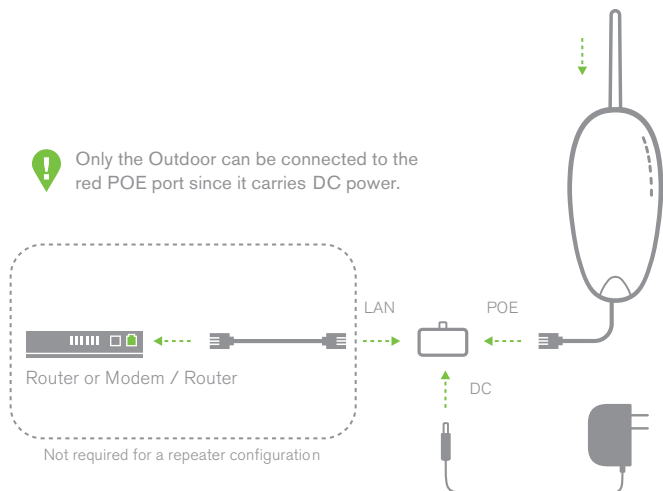 Only the Outdoor can be connected to the
red POE port since it carries DC power.
LAN
POE
Router or Modem / Router
DC
Not required for a repeater configuration